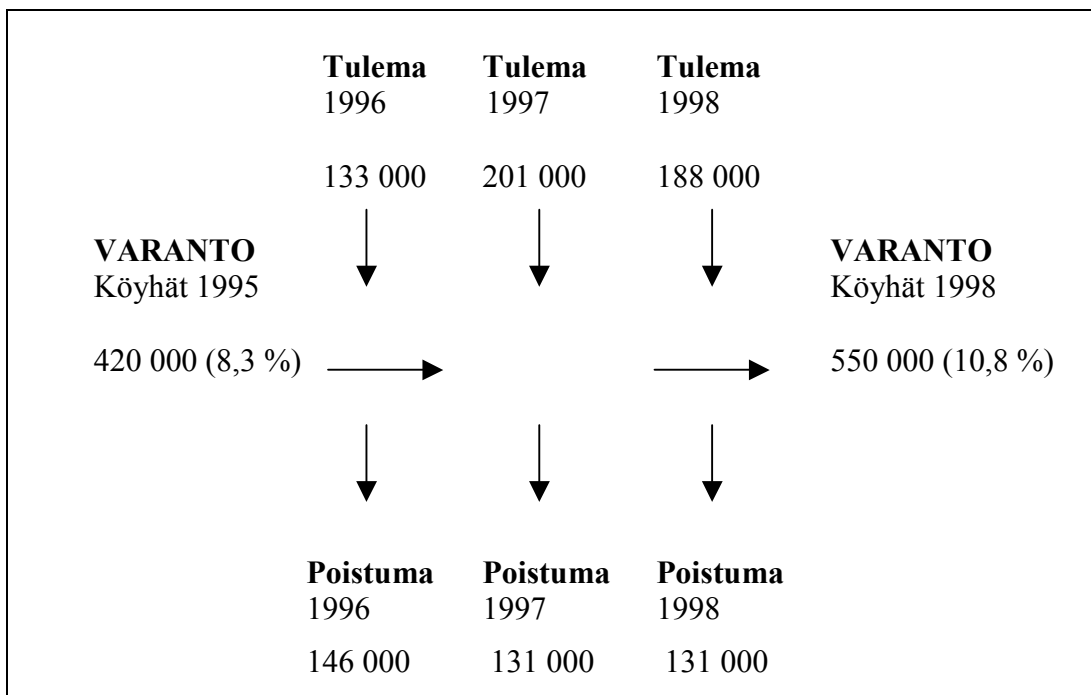 Tulema Tulema Tulema
1996 1997 1998
133 000 201 000 188 000
VARANTO VARANTO
Köyhät 1995 Köyhät 1998
420 000 (8,3 %) 550 000 (10,8 %)
Poistuma Poistuma Poistuma
1996 1997 1998
146 000 131 000 131 000